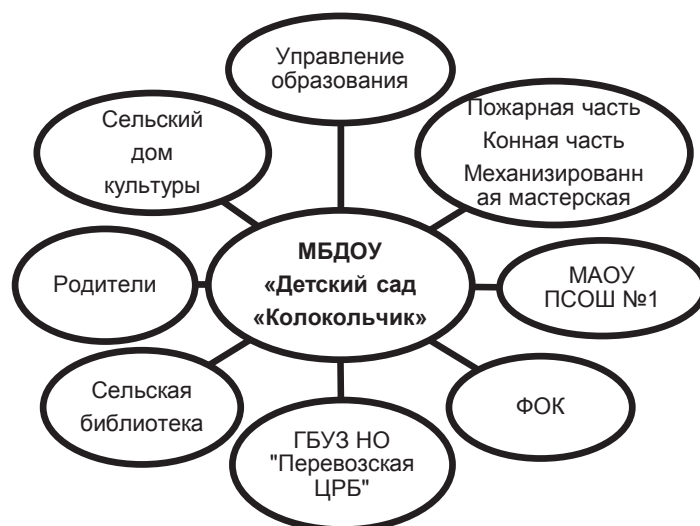 Управление
образования
Сельский
дом
культуры
Пожарная часть
Конная часть
Механизированн
ая мастерская
МБДОУ
«Детский сад
«Колокольчик»
Родители
МАОУ
ПСОШ №1
Сельская
библиотека
ФОК
ГБУЗ НО
"Перевозская
ЦРБ"